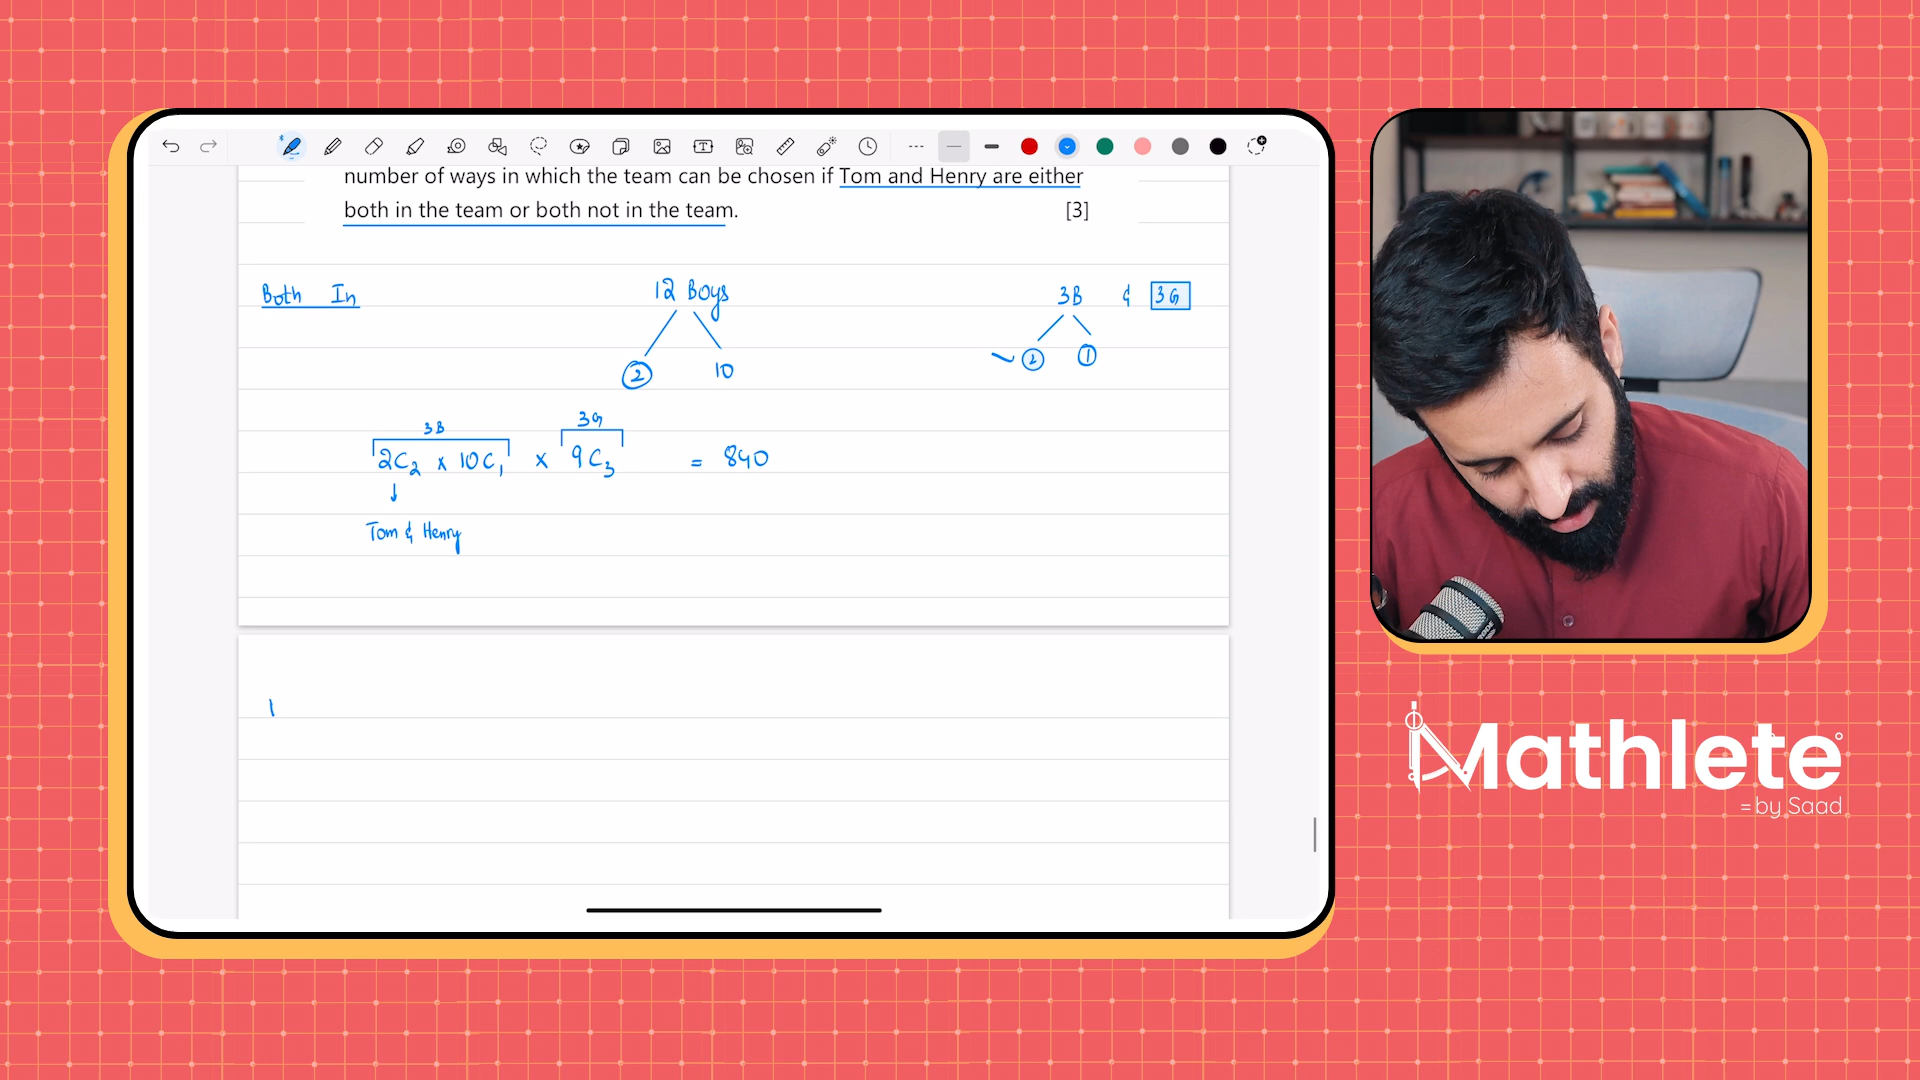 number of ways in which the team can be chosen if Tom and Henry are either
both in the team or both not in the team. [3]
Both In
12 Boys
3B & 3G
2 10
2 1
3B 3G
2C2 x 10C1 x 9C3 = 840
Tom & Henry
Mathlete
= by Saad